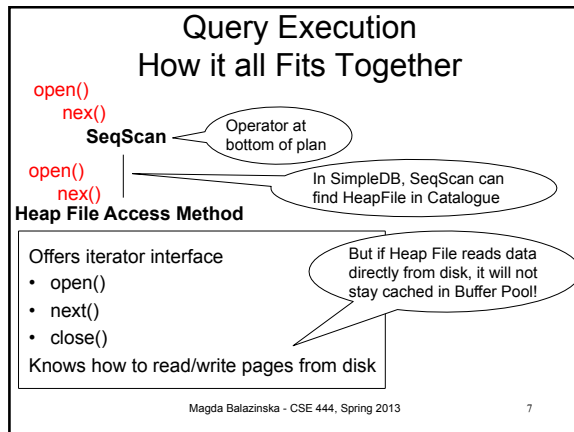 Query Execution
How it all Fits Together
open()
nex()
SeqScan
Operator at
bottom of plan
open()
nex()
In SimpleDB, SeqScan can
find HeapFile in Catalogue
Heap File Access Method
Offers iterator interface
• open()
• next()
• close()
Knows how to read/write pages from disk
But if Heap File reads data
directly from disk, it will not
stay cached in Buffer Pool!
Magda Balazinska - CSE 444, Spring 2013
7